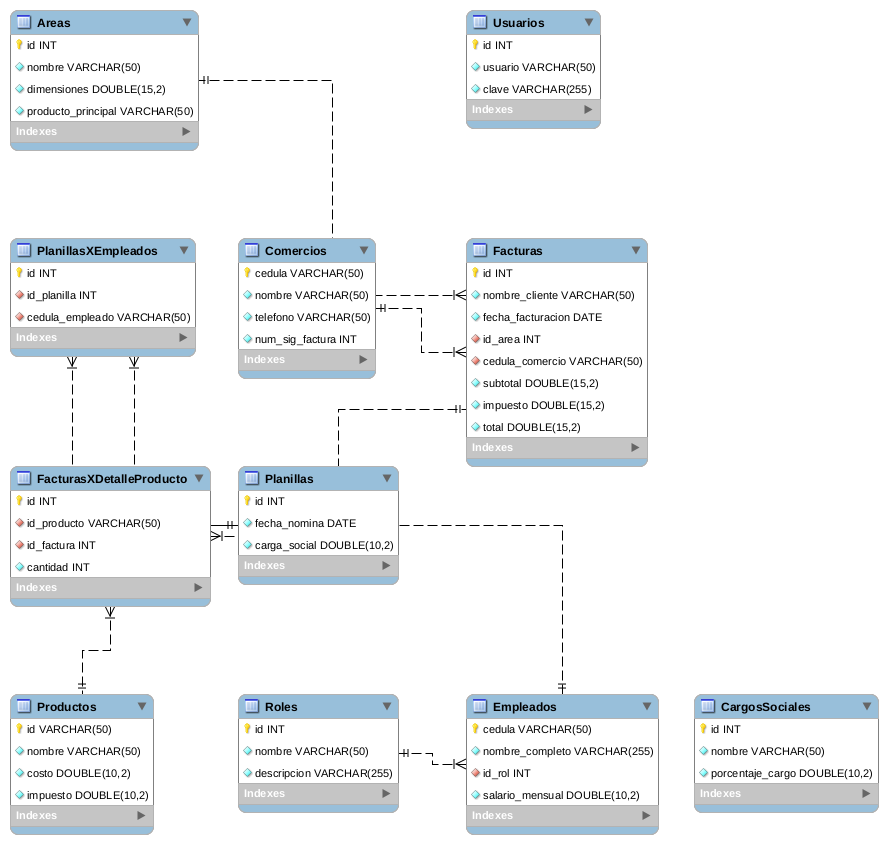 Areas
id INT
nombre VARCHAR(50)
dimensiones DOUBLE(15,2)
producto_principal VARCHAR(50)
Indexes
Usuarios
id INT
usuario VARCHAR(50)
clave VARCHAR(255)
Indexes
PlanillasXEmpleados
id INT
id_planilla INT
cedula_empleado VARCHAR(50)
Indexes
Comercios
cedula VARCHAR(50)
nombre VARCHAR(50)
telefono VARCHAR(50)
num_sig_factura INT
Indexes
Facturas
id INT
nombre_cliente VARCHAR(50)
fecha_facturacion DATE
id_area INT
cedula_comercio VARCHAR(50)
subtotal DOUBLE(15,2)
impuesto DOUBLE(15,2)
total DOUBLE(15,2)
Indexes
FacturasXDetalleProducto
id INT
id_producto VARCHAR(50)
id_factura INT
cantidad INT
Indexes
Planillas
id INT
fecha_nomina DATE
carga_social DOUBLE(10,2)
Indexes
Productos
id VARCHAR(50)
nombre VARCHAR(50)
costo DOUBLE(10,2)
impuesto DOUBLE(10,2)
Indexes
Roles
id INT
nombre VARCHAR(50)
descripcion VARCHAR(255)
Indexes
Empleados
cedula VARCHAR(50)
nombre_completo VARCHAR(255)
id_rol INT
salario_mensual DOUBLE(10,2)
Indexes
CargosSociales
id INT
nombre VARCHAR(50)
porcentaje_cargo DOUBLE(10,2)
Indexes